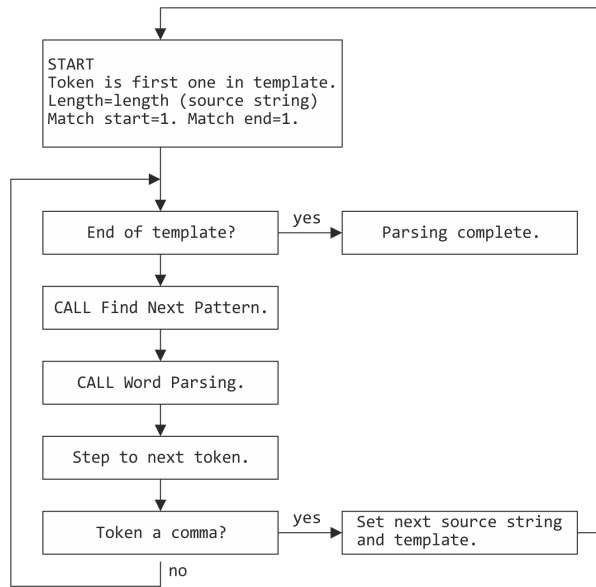 START
Token is first one in template.
Length=length (source string)
Match start=1. Match end=1.
End of template?
yes
Parsing complete.
CALL Find Next Pattern.
CALL Word Parsing.
Step to next token.
Token a comma?
yes
Set next source string
and template.
no